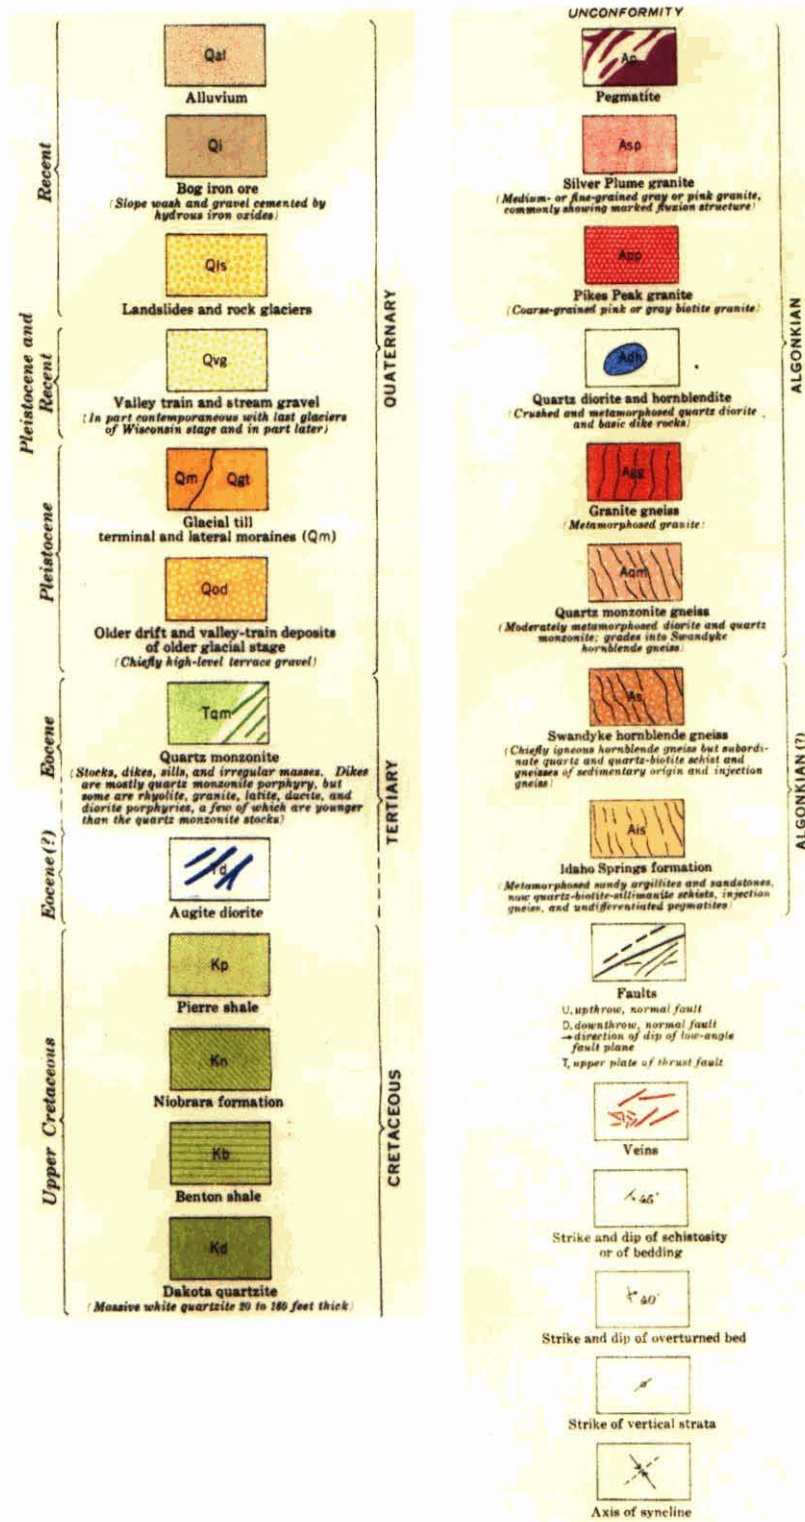 Recent
Qal
Alluvium
Qi
Bog iron ore
(Slope wash and gravel cemented by
hydrous iron oxides)
Qls
Landslides and rock glaciers
Pleistocene and
Recent
Qvg
Valley train and stream gravel
(In part contemporaneous with last glaciers
of Wisconsin stage and in part later)
Pleistocene
Qm
Qgt
Glacial till
terminal and lateral moraines (Qm)
Qod
Older drift and valley-train deposits
of older glacial stage
(Chiefly high-level terrace gravel)
QUATERNARY
Eocene
Tqm
Quartz monzonite
(Stocks, dikes, sills, and irregular masses. Dikes
are mostly quartz monzonite porphyry, but
some are rhyolite, granite, latite, dacite, and
diorite porphyries, a few of which are younger
than the quartz monzonite stocks)
Eocene(?)
Td
Augite diorite
TERTIARY
Upper Cretaceous
Kp
Pierre shale
Kn
Niobrara formation
Kb
Benton shale
Kd
Dakota quartzite
(Massive white quartzite 20 to 160 feet thick)
CRETACEOUS
UNCONFORMITY
Ap
Pegmatite
Asp
Silver Plume granite
(Medium- or fine-grained gray or pink granite,
commonly showing marked fluxion structure)
App
Pikes Peak granite
(Coarse-grained pink or gray biotite granite)
Adh
Quartz diorite and hornblendite
(Crushed and metamorphosed quartz diorite
and basic dike rocks)
Agg
Granite gneiss
(Metamorphosed granite)
Aqm
Quartz monzonite gneiss
(Moderately metamorphosed diorite and quartz
monzonite; grades into Swandyke
hornblende gneiss)
ALGONKIAN
As
Swandyke hornblende gneiss
(Chiefly igneous hornblende gneiss but subordi-
nate quartz and quartz-biotite schist and
gneisses of sedimentary origin and injection
gneiss)
Ais
Idaho Springs formation
(Metamorphosed sandy argillites and sandstones,
now quartz-biotite-sillimanite schists, injection
gneiss, and undifferentiated pegmatites)
ALGONKIAN(?)
Faults
U, upthrow, normal fault
D, downthrow, normal fault
→direction of dip of low-angle
fault plane
T, upper plate of thrust fault
Veins
45°
Strike and dip of schistosity
or of bedding
40°
Strike and dip of overturned bed
Strike of vertical strata
Axis of syncline